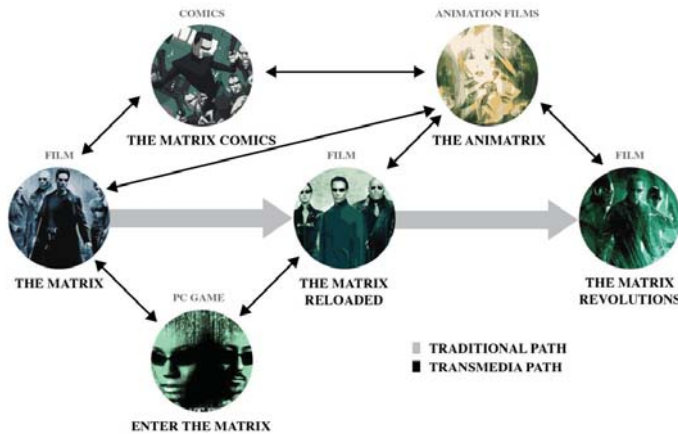 COMICS
ANIMATION FILMS
THE MATRIX COMICS
THE ANIMATRIX
FILM
FILM
FILM
THE MATRIX
THE MATRIX
RELOADED
THE MATRIX
REVOLUTIONS
PC GAME
ENTER THE MATRIX
TRADITIONAL PATH
TRANSMEDIA PATH